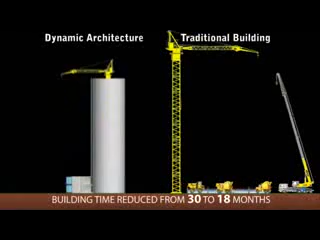 Dynamic Architecture
Traditional Building
BUILDING TIME REDUCED FROM 30 TO 18 MONTHS